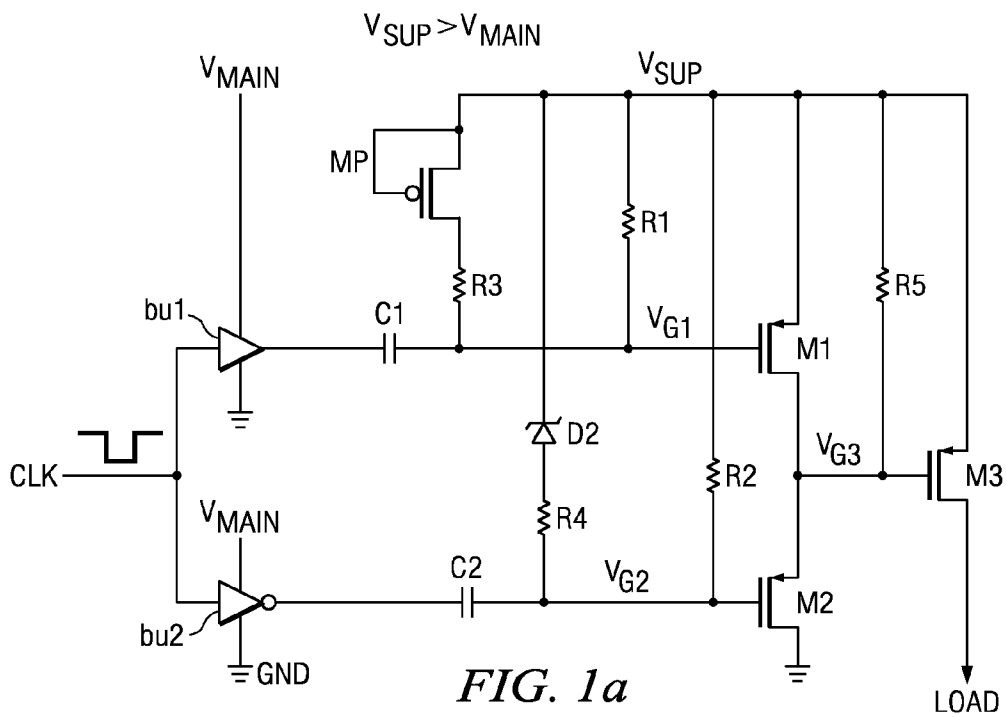 V_SUP > V_MAIN
V_MAIN
V_SUP
MP
R1
R3
R5
bu1
C1
V_G1
M1
D2
V_G3
CLK
R2
M3
V_MAIN
R4
C2
V_G2
M2
bu2
GND
FIG. 1a
LOAD